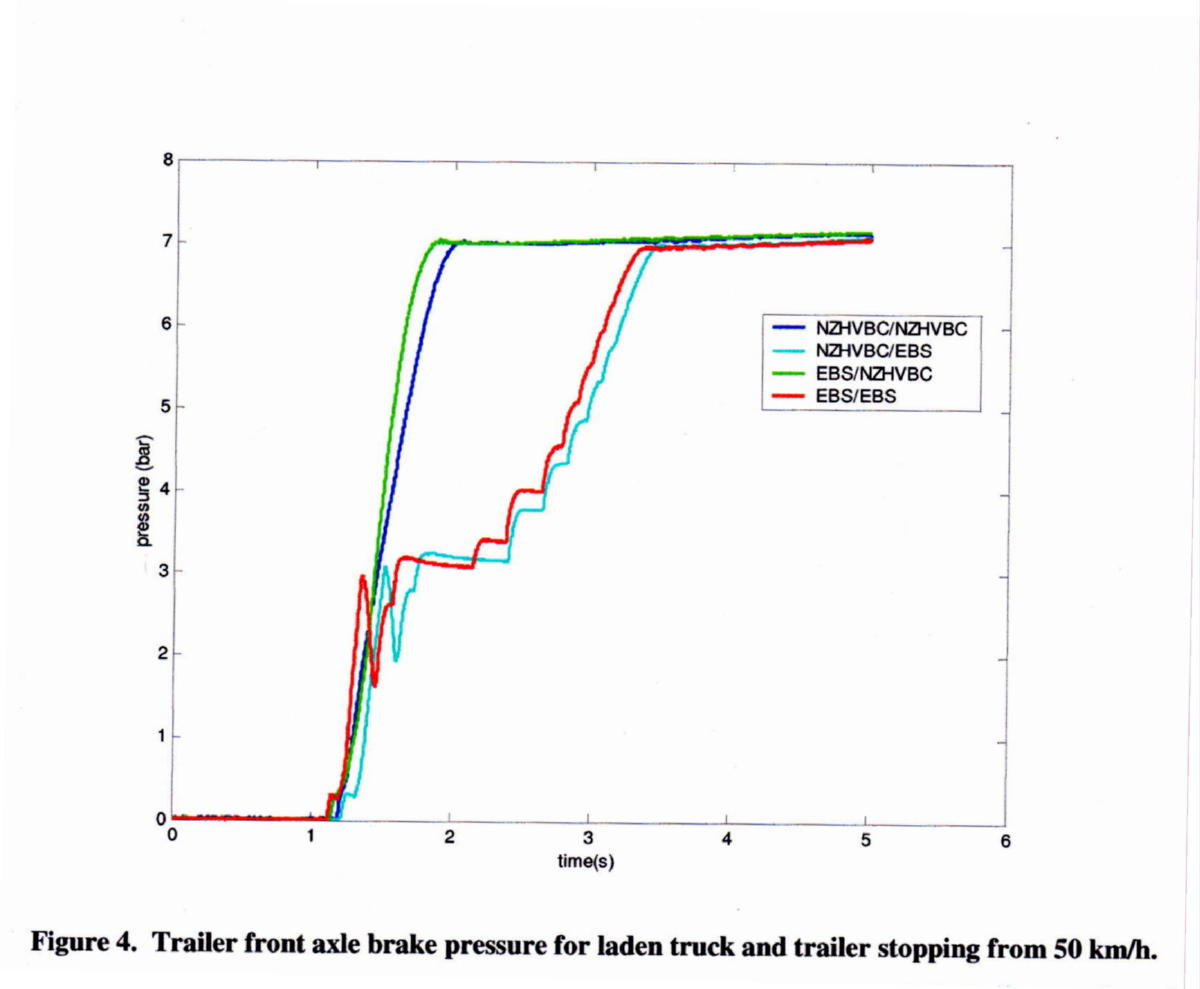 8
7
6
5
4
3
2
1
0
pressure (bar)
0 1 2 3 4 5 6
time(s)
NZHVBC/NZHVBC
NZHVBC/EBS
EBS/NZHVBC
EBS/EBS
Figure 4. Trailer front axle brake pressure for laden truck and trailer stopping from 50 km/h.